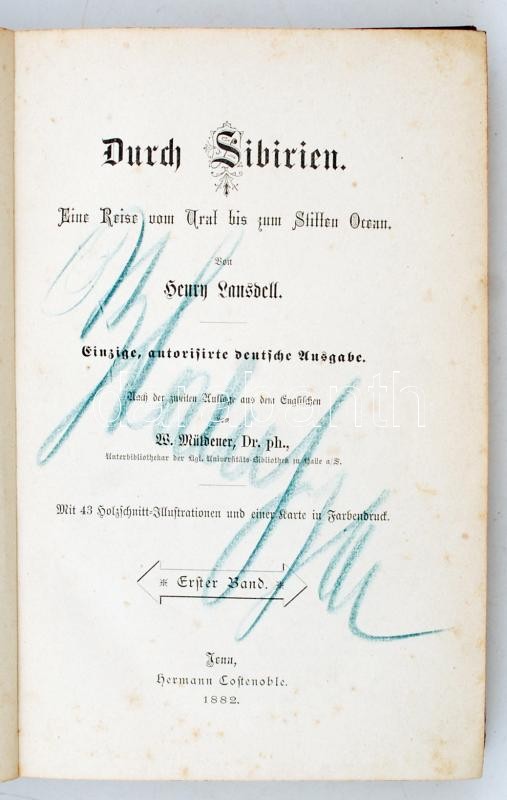 Durch Sibirien.
Eine Reise vom Ural bis zum Stillen Ocean.
Von
Henry Lansdell.
Einzige, autorisirte deutsche Ausgabe.
Nach der zweiten Auflage aus dem Englischen
von
W. Müldener, Dr. ph.,
Unterbibliothekar der Kgl. Universitäts-Bibliothek zu Halle a/S.
Mit 43 Holzschnitt-Illustrationen und einer Karte in Farbendruck.
Erster Band.
Jena,
Hermann Costenoble.
1882.